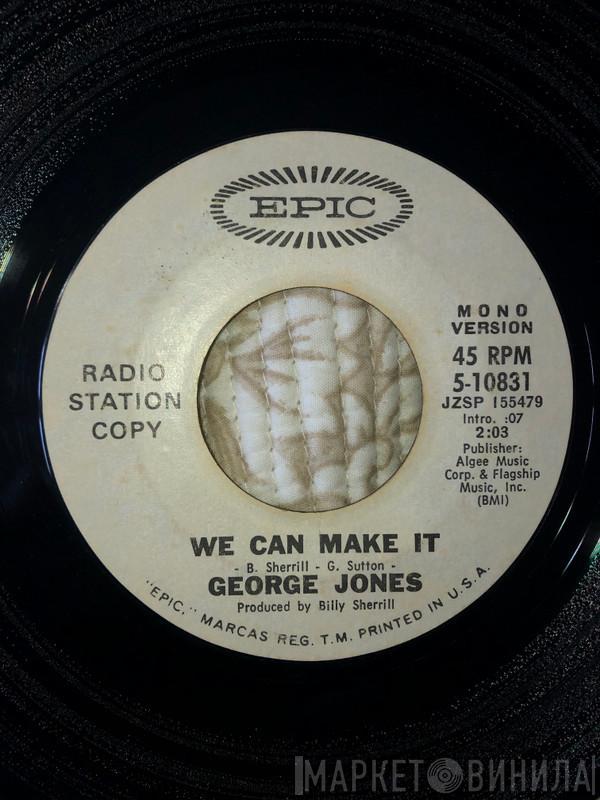 EPIC
MONO
VERSION
45 RPM
5-10831
JZSP 155479
Intro. :07
2:03
Publisher:
Algee Music
Corp. & Flagship
Music, Inc.
(BMI)
RADIO
STATION
COPY
WE CAN MAKE IT
- B. Sherrill - G. Sutton -
GEORGE JONES
Produced by Billy Sherrill
"EPIC," MARCAS REG. T.M. PRINTED IN U.S.A.
МАРКЕТ ВИНИЛА